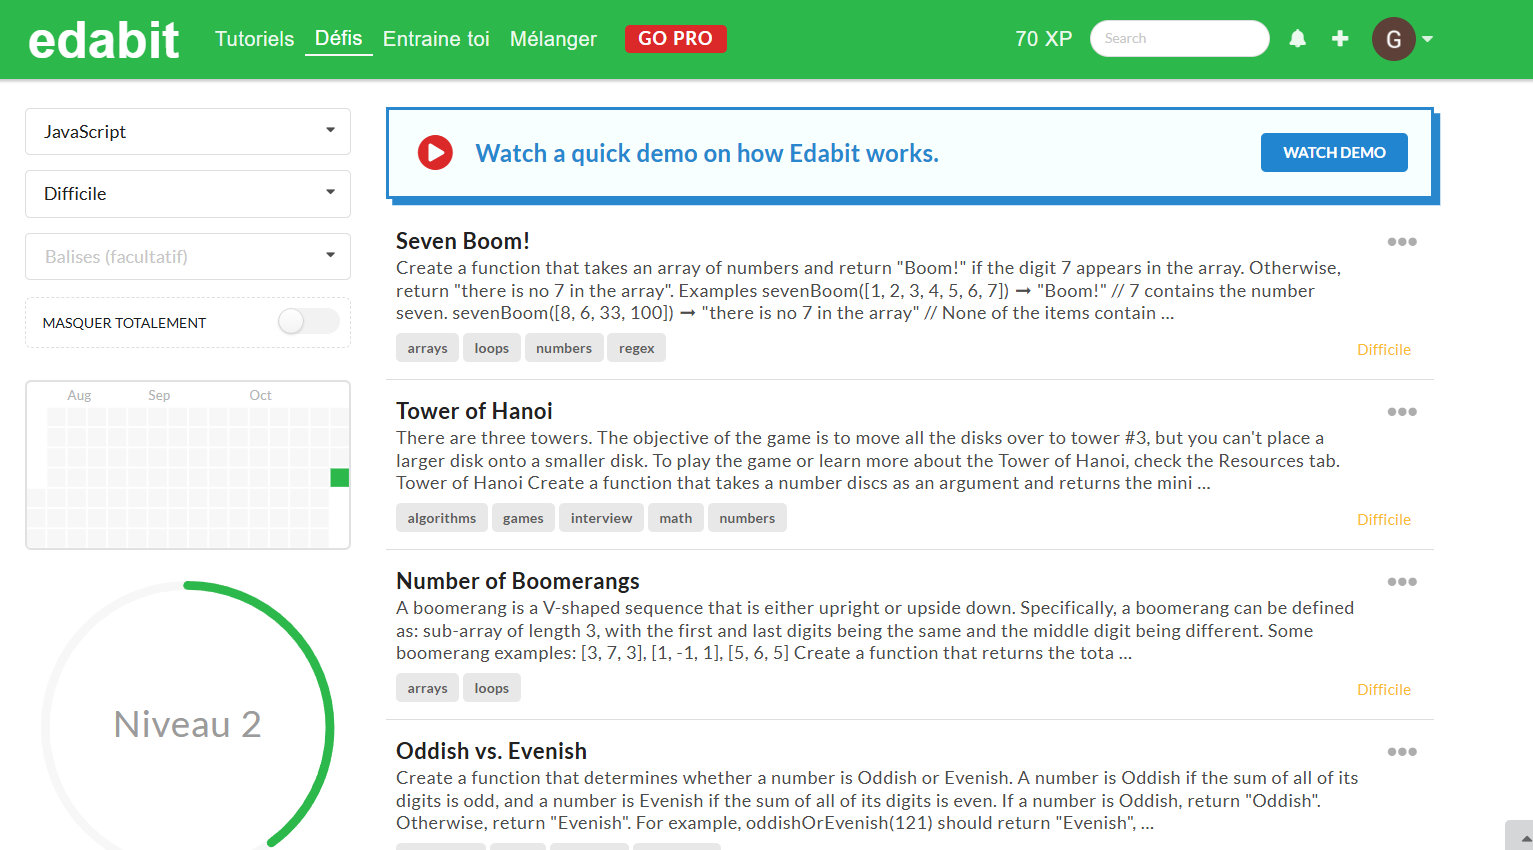 edabit
Tutoriels Défis Entraine toi Mélanger GO PRO 70 XP Search G
JavaScript
Difficile
Balises (facultatif)
MASQUER TOTALEMENT
Aug Sep Oct
Niveau 2
Watch a quick demo on how Edabit works. WATCH DEMO
Seven Boom!
Create a function that takes an array of numbers and return "Boom!" if the digit 7 appears in the array. Otherwise,
return "there is no 7 in the array". Examples sevenBoom([1, 2, 3, 4, 5, 6, 7]) ➞ "Boom!" // 7 contains the number
seven. sevenBoom([8, 6, 33, 100]) ➞ "there is no 7 in the array" // None of the items contain ...
arrays loops numbers regex
Difficile
Tower of Hanoi
There are three towers. The objective of the game is to move all the disks over to tower #3, but you can't place a
larger disk onto a smaller disk. To play the game or learn more about the Tower of Hanoi, check the Resources tab.
Tower of Hanoi Create a function that takes a number discs as an argument and returns the mini ...
algorithms games interview math numbers
Difficile
Number of Boomerangs
A boomerang is a V-shaped sequence that is either upright or upside down. Specifically, a boomerang can be defined
as: sub-array of length 3, with the first and last digits being the same and the middle digit being different. Some
boomerang examples: [3, 7, 3], [1, -1, 1], [5, 6, 5] Create a function that returns the tota ...
arrays loops
Difficile
Oddish vs. Evenish
Create a function that determines whether a number is Oddish or Evenish. A number is Oddish if the sum of all of its
digits is odd, and a number is Evenish if the sum of all of its digits is even. If a number is Oddish, return "Oddish".
Otherwise, return "Evenish". For example, oddishOrEvenish(121) should return "Evenish", ...